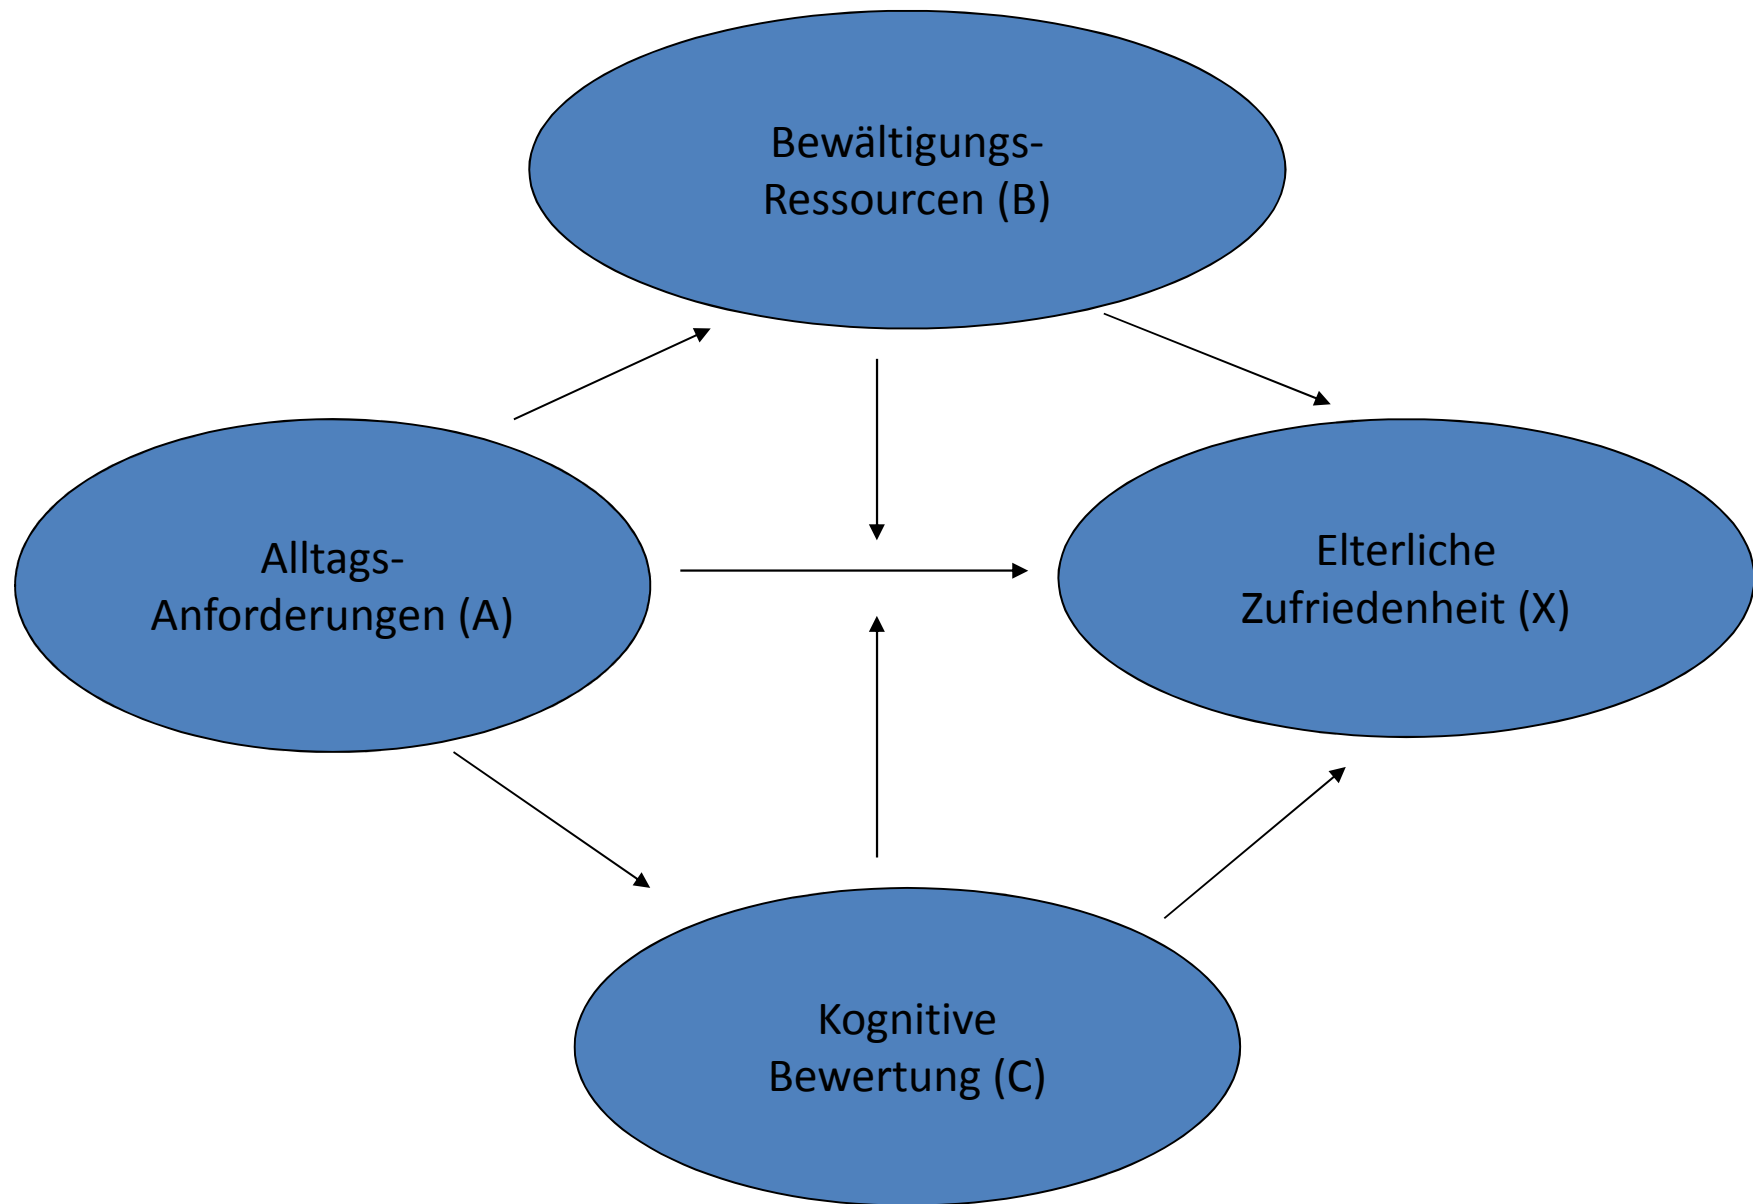 Bewältigungs-
Ressourcen (B)
Alltags-
Anforderungen (A)
Elterliche
Zufriedenheit (X)
Kognitive
Bewertung (C)